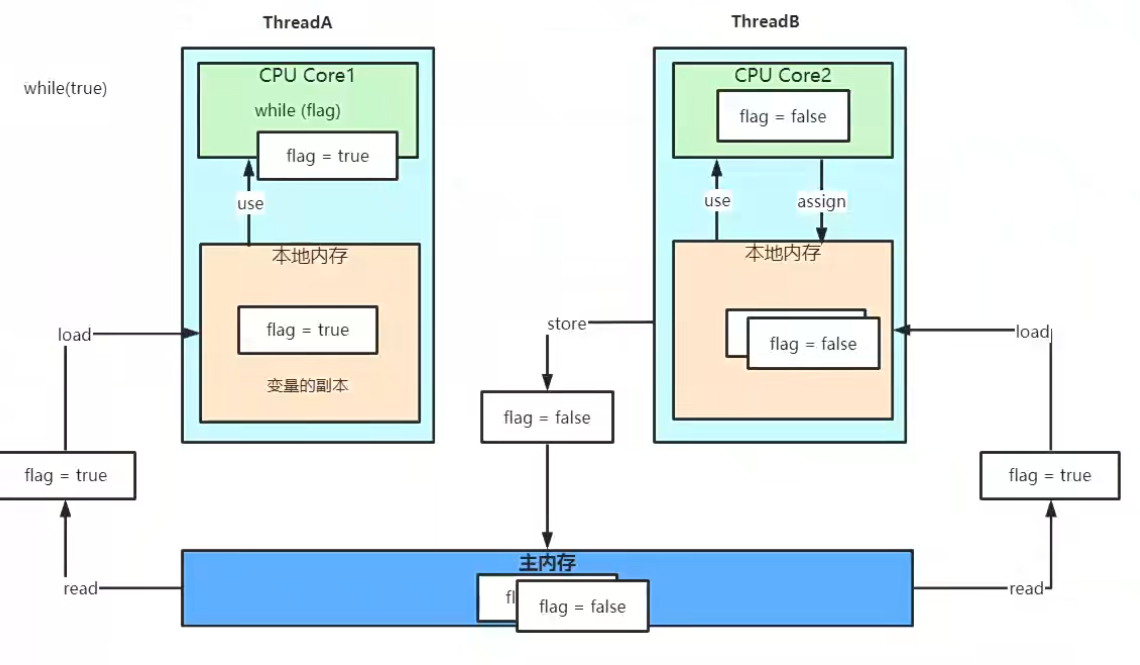 ThreadA
ThreadB
while(true)
CPU Core1
while (flag)
flag = true
use
本地内存
flag = true
变量的副本
load
flag = true
read
CPU Core2
flag = false
use
assign
本地内存
flag = false
store
flag = false
load
flag = true
read
主内存
fl
flag = false